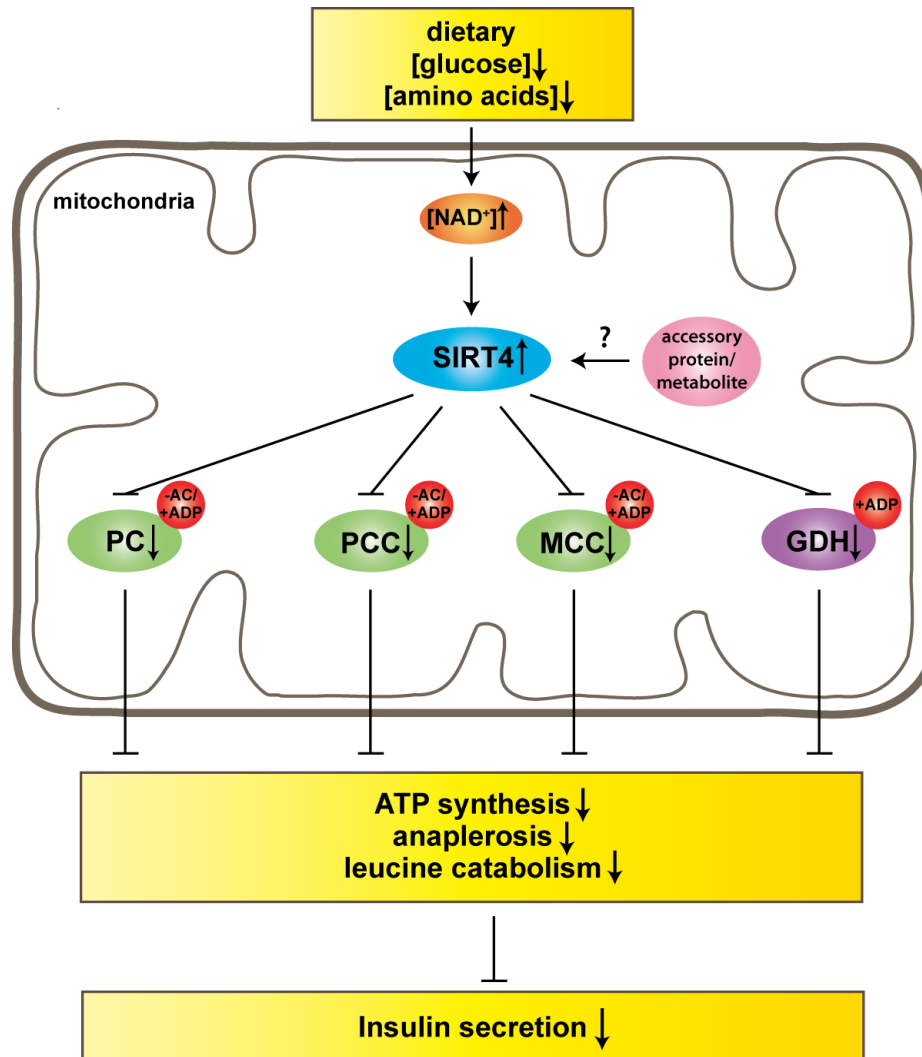 dietary
[glucose]↓
[amino acids]↓
mitochondria
[NAD⁺]↑
SIRT4↑
?
accessory
protein/
metabolite
-AC/
+ADP
PC↓
-AC/
+ADP
PCC↓
-AC/
+ADP
MCC↓
+ADP
GDH↓
ATP synthesis↓
anaplerosis↓
leucine catabolism↓
Insulin secretion↓